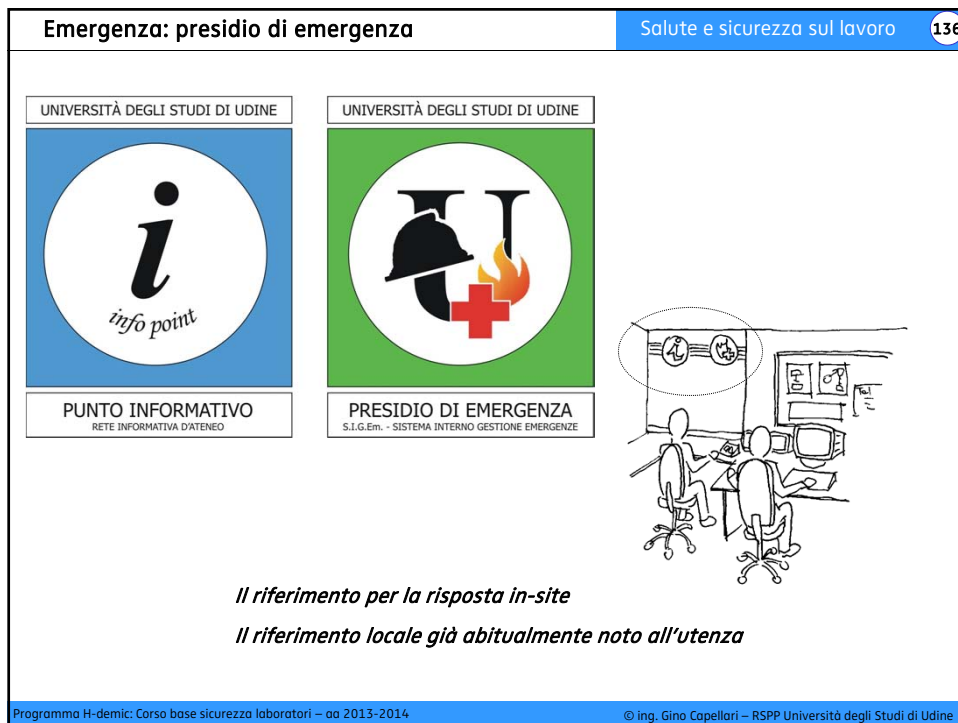 Emergenza: presidio di emergenza
Salute e sicurezza sul lavoro
136
UNIVERSITÀ DEGLI STUDI DI UDINE
i
info point
PUNTO INFORMATIVO
RETE INFORMATIVA D'ATENEO
UNIVERSITÀ DEGLI STUDI DI UDINE
U
PRESIDIO DI EMERGENZA
S.I.G.Em. - SISTEMA INTERNO GESTIONE EMERGENZE
i
Tel
Il riferimento per la risposta in-site
Il riferimento locale già abitualmente noto all'utenza
Programma H-demic: Corso base sicurezza laboratori – aa 2013-2014
© ing. Gino Capellari – RSPP Università degli Studi di Udine